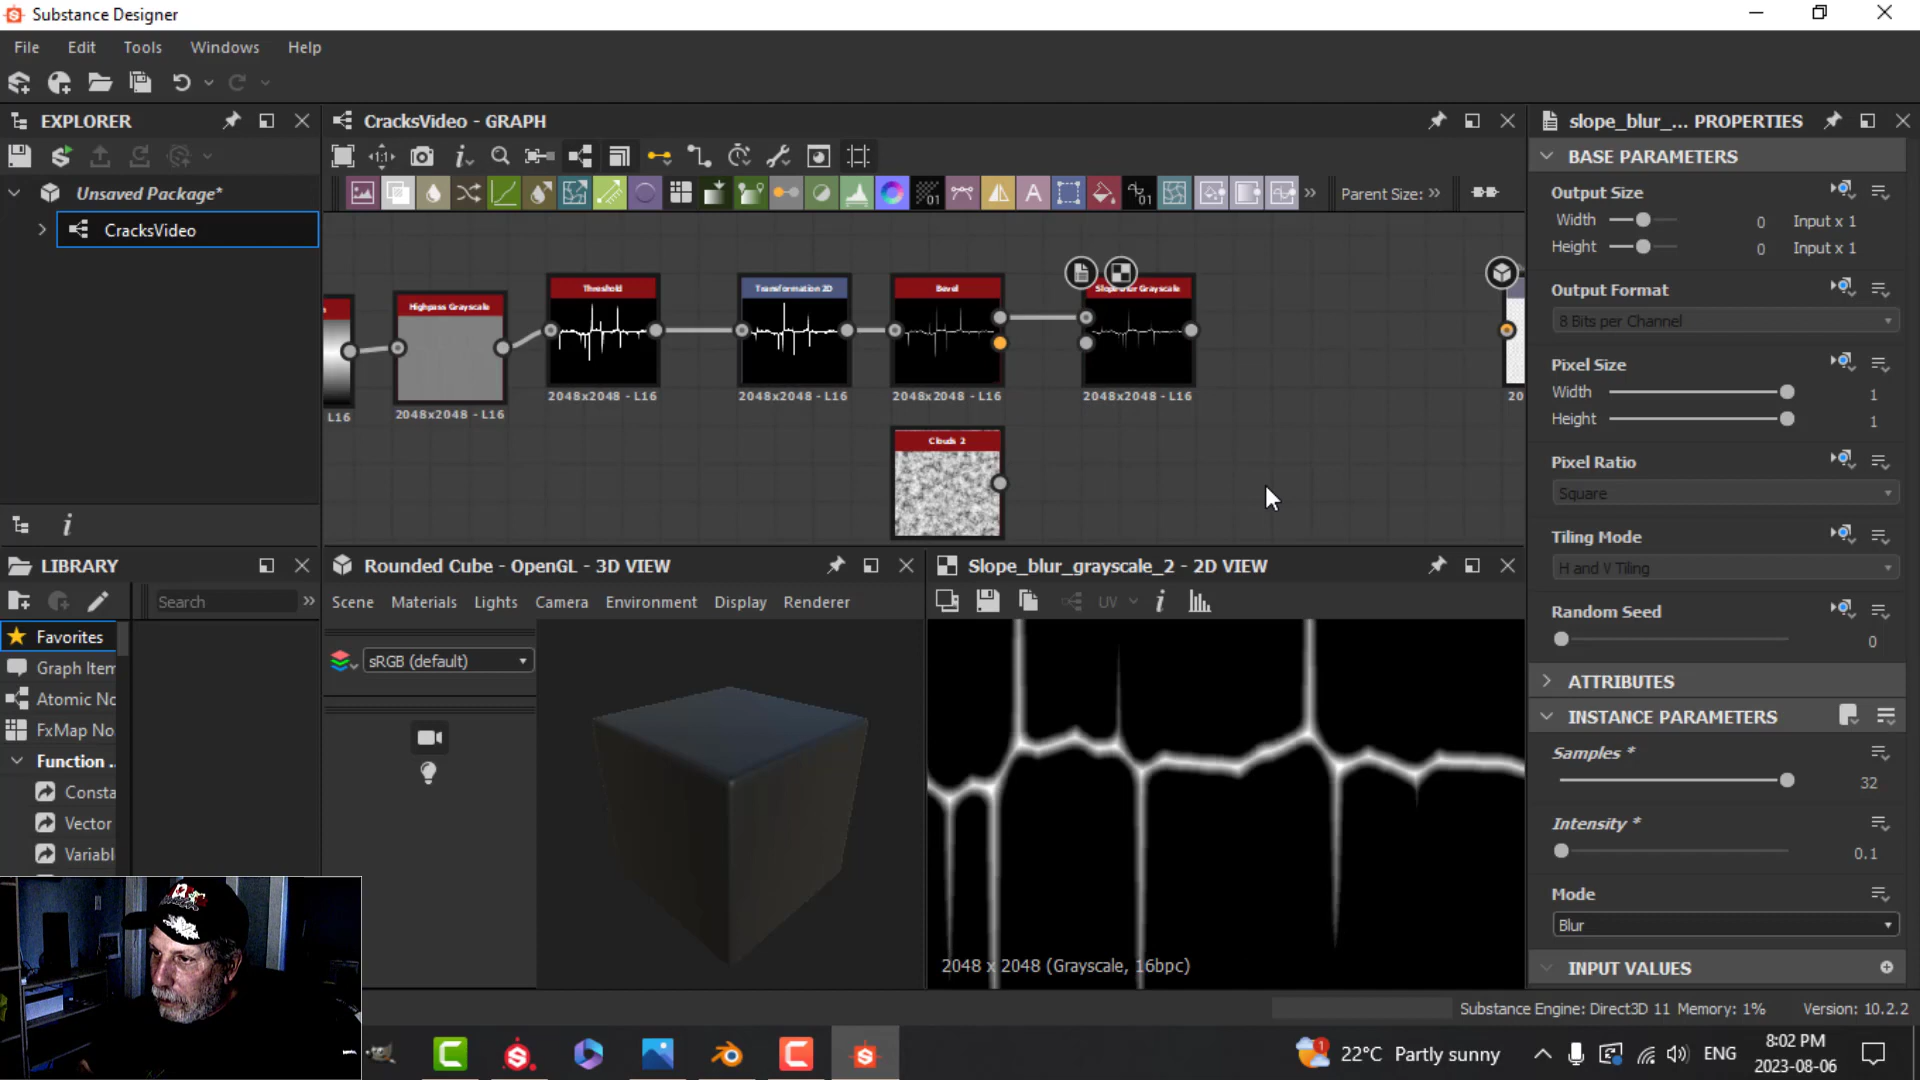 Substance Designer
File Edit Tools Windows Help
EXPLORER
Unsaved Package*
CracksVideo
CracksVideo - GRAPH
Parent Size: »
Highpass Grayscale
2048x2048 - L16
Threshold
2048x2048 - L16
Transformation 2D
2048x2048 - L16
Bevel
2048x2048 - L16
2048x2048 - L16
Clouds 2
L16
20
slope_blur_... PROPERTIES
BASE PARAMETERS
Output Size
Width 0 Input x 1
Height 0 Input x 1
Output Format
8 Bits per Channel
Pixel Size
Width 1
Height 1
Pixel Ratio
Square
Tiling Mode
H and V Tiling
Random Seed
0
ATTRIBUTES
INSTANCE PARAMETERS
Samples *
32
Intensity *
0.1
Mode
Blur
INPUT VALUES
LIBRARY
Search »
Favorites
Graph Item
Atomic No
FxMap No
Function ..
Consta
Vector
Variabl
Rounded Cube - OpenGL - 3D VIEW
Scene Materials Lights Camera Environment Display Renderer
sRGB (default)
Slope_blur_grayscale_2 - 2D VIEW
UV
2048 x 2048 (Grayscale, 16bpc)
Substance Engine: Direct3D 11 Memory: 1% Version: 10.2.2
22°C Partly sunny
ENG
8:02 PM
2023-08-06